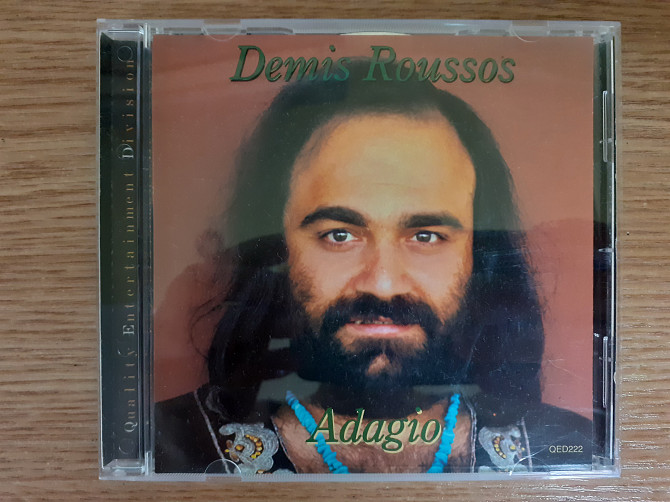 Demis Roussos
Quality Entertainment Division
Adagio
QED222